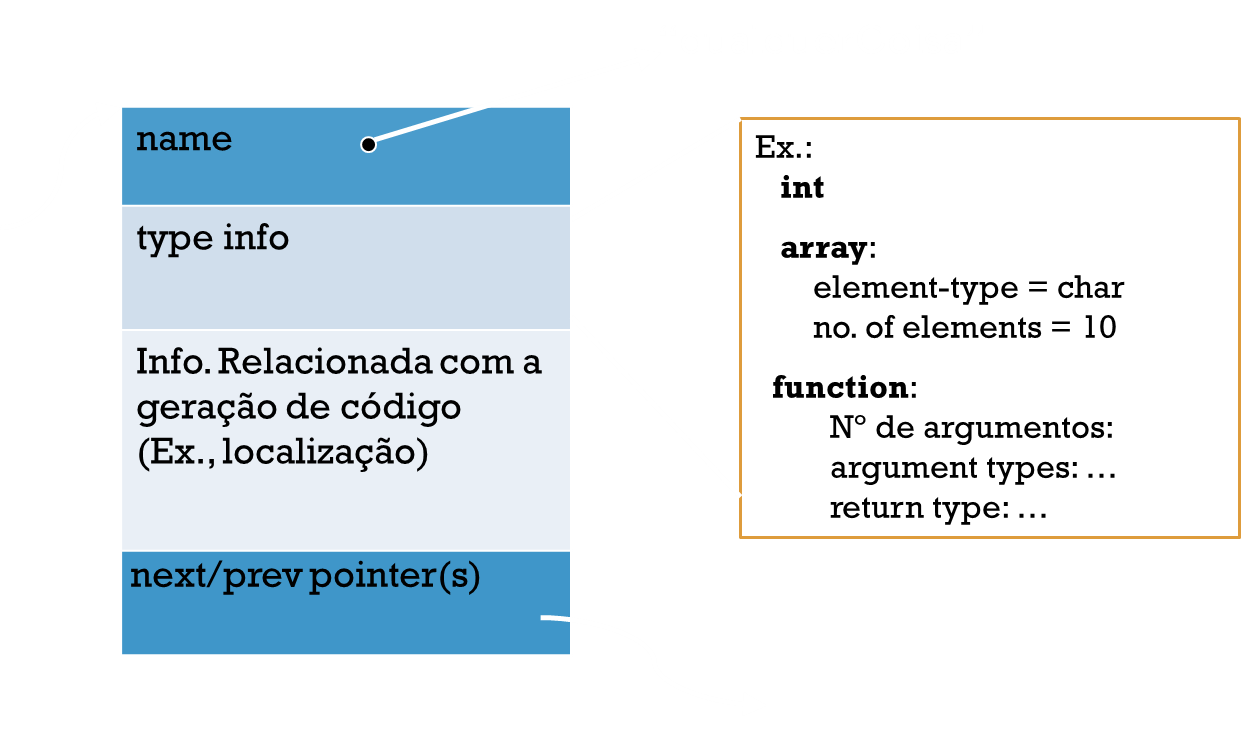 name
type info
Info. Relacionada com a
geração de código
(Ex., localização)
next/prev pointer(s)
Ex.:
int
array:
element-type = char
no. of elements = 10
function:
Nº de argumentos:
argument types: …
return type: …